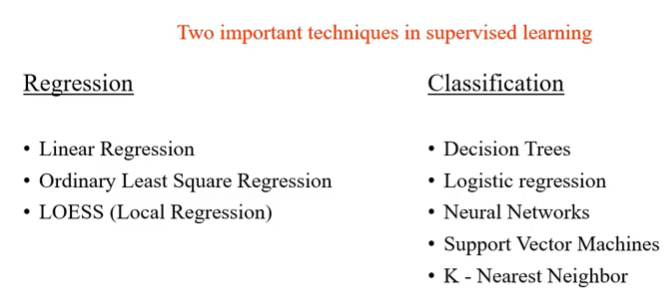 Two important techniques in supervised learning
Regression
• Linear Regression
• Ordinary Least Square Regression
• LOESS (Local Regression)
Classification
• Decision Trees
• Logistic regression
• Neural Networks
• Support Vector Machines
• K - Nearest Neighbor